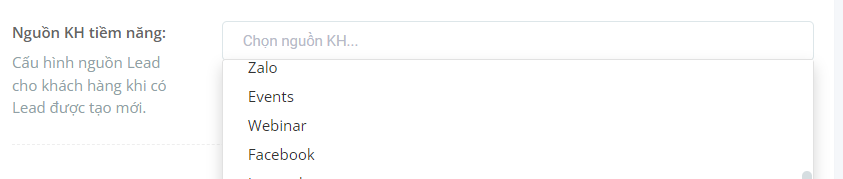 Nguồn KH tiềm năng:
Cấu hình nguồn Lead
cho khách hàng khi có
Lead được tạo mới.
Chọn nguồn KH...
Zalo
Events
Webinar
Facebook